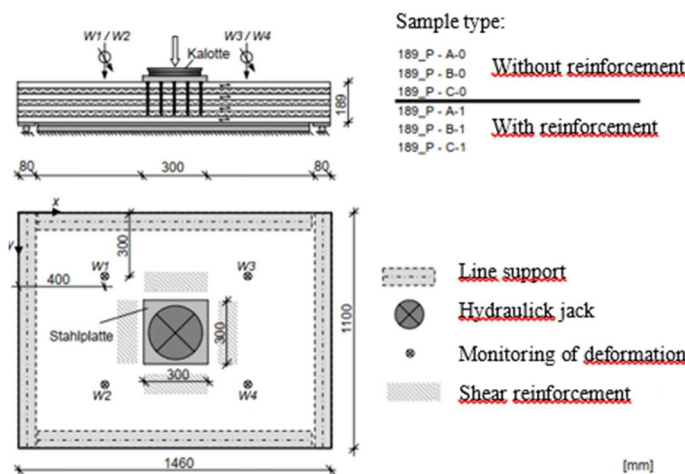 W1 / W2
W3 / W4
Kalotte
189
80
300
80
x
y
300
W1
W3
400
Stahlplatte
300
300
W2
W4
1100
1460
Sample type:
189_P - A-0
189_P - B-0
189_P - C-0
Without reinforcement
189_P - A-1
189_P - B-1
189_P - C-1
With reinforcement
Line support
Hydraulick jack
Monitoring of deformation
Shear reinforcement
[mm]